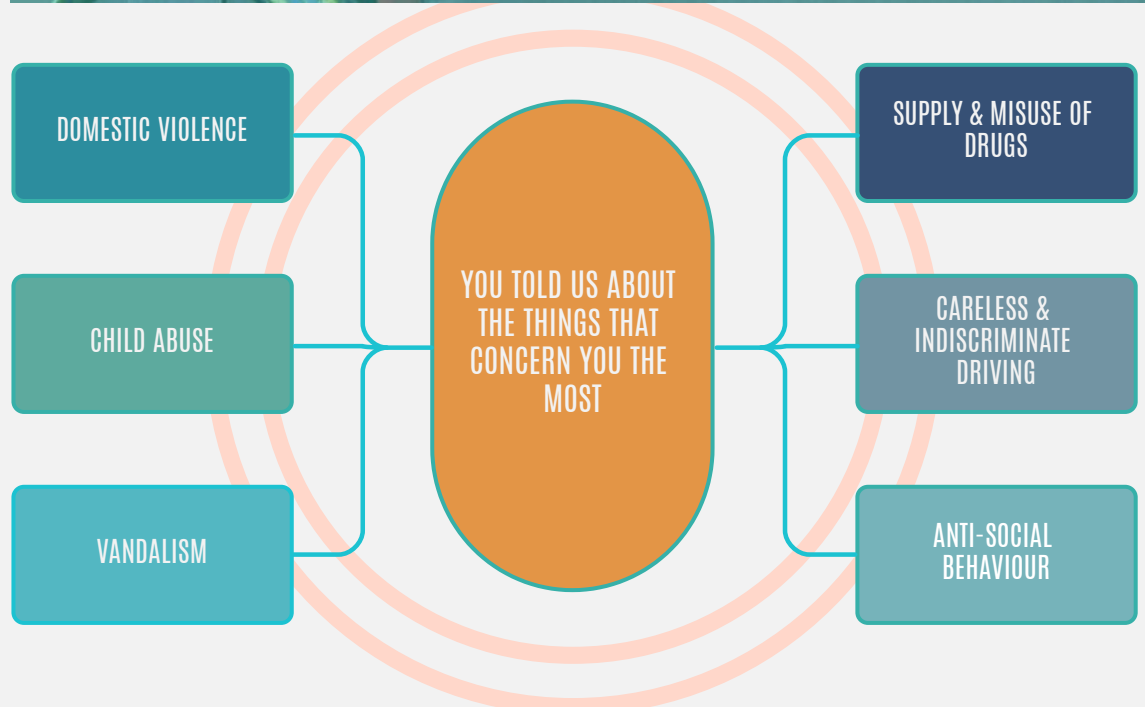 DOMESTIC VIOLENCE
CHILD ABUSE
VANDALISM
YOU TOLD US ABOUT
THE THINGS THAT
CONCERN YOU THE
MOST
SUPPLY & MISUSE OF
DRUGS
CARELESS &
INDISCRIMINATE
DRIVING
ANTI-SOCIAL
BEHAVIOUR